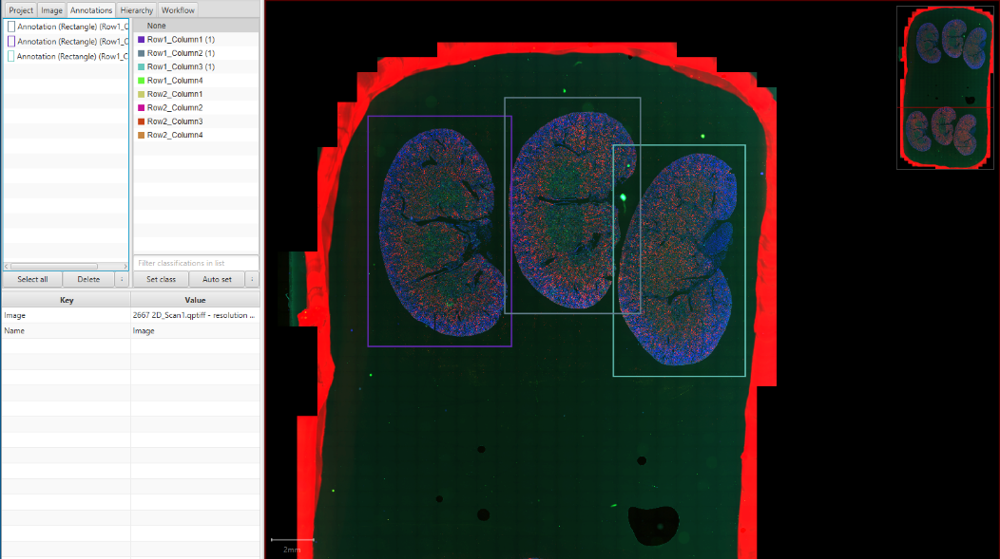 Project Image Annotations Hierarchy Workflow
Annotation (Rectangle) (Row1_C
Annotation (Rectangle) (Row1_C
Annotation (Rectangle) (Row1_C
None
Row1_Column1 (1)
Row1_Column2 (1)
Row1_Column3 (1)
Row1_Column4
Row2_Column1
Row2_Column2
Row2_Column3
Row2_Column4
Filter classifications in list
Select all Delete Set class Auto set
Key Value
Image 2667 2D_Scan1.qptiff - resolution ...
Name Image
2mm